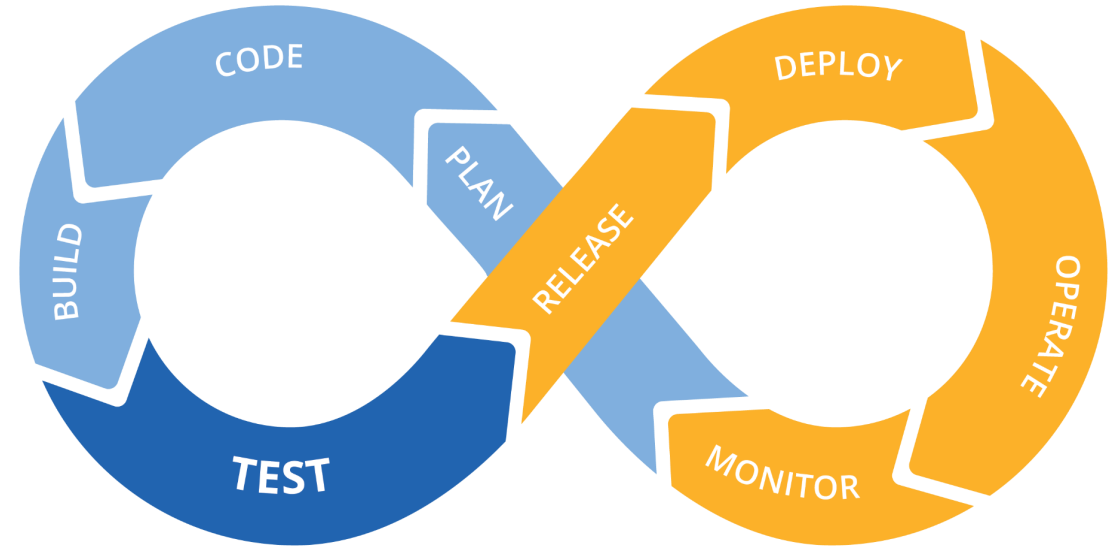 CODE
DEPLOY
PLAN
RELEASE
BUILD
OPERATE
TEST
MONITOR